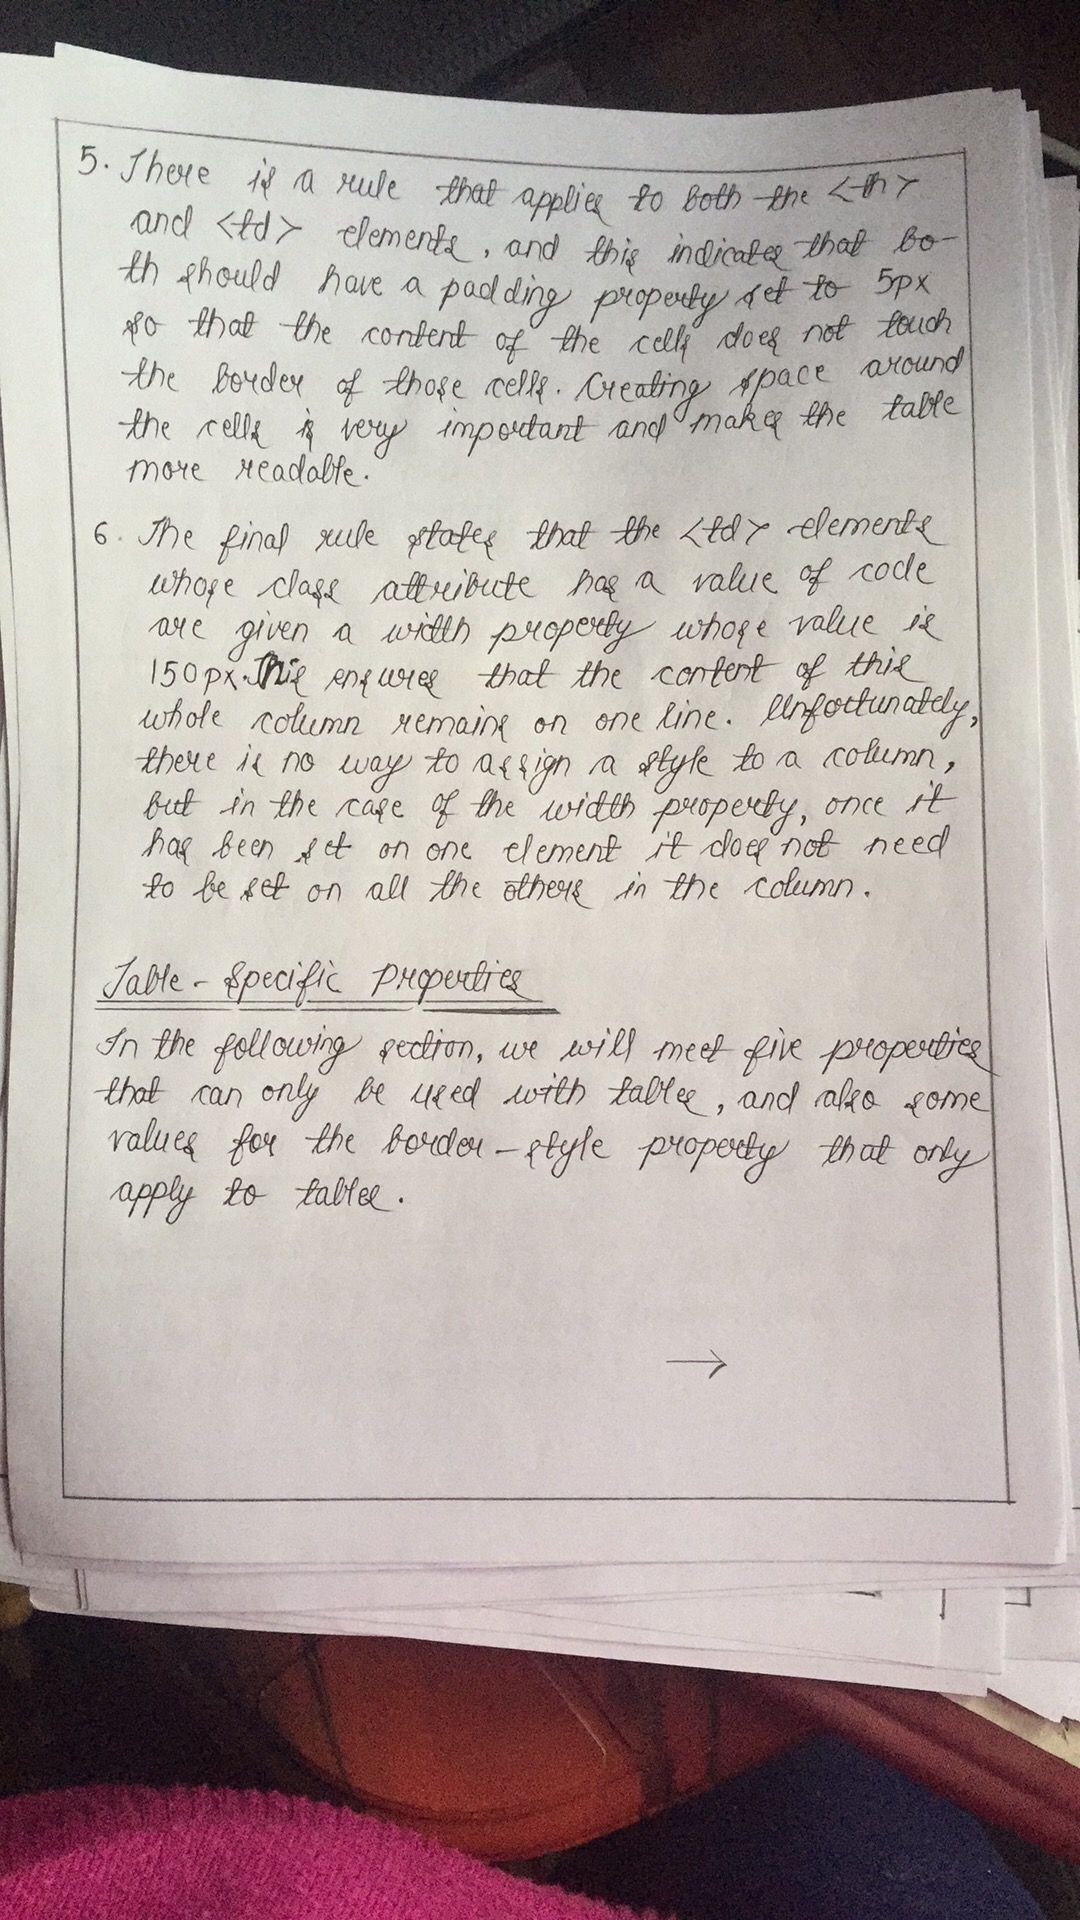 5. There is a rule that applies to both the <th>
and <td> elements, and this indicates that bo-
th should have a padding property set to 5px
so that the content of the cells does not touch
the border of those cells. Creating space around
the cells is very important and makes the table
more readable.
6. The final rule states that the <td> elements
whose class attribute has a value of code
are given a width property whose value is
150px. This ensures that the content of this
whole column remains on one line. Unfortunately,
there is no way to assign a style to a column,
but in the case of the width property, once it
has been set on one element it does not need
to be set on all the others in the column.
Table - Specific Properties
In the following section, we will meet five properties
that can only be used with tables, and also some
values for the border-style property that only
apply to tables.
→